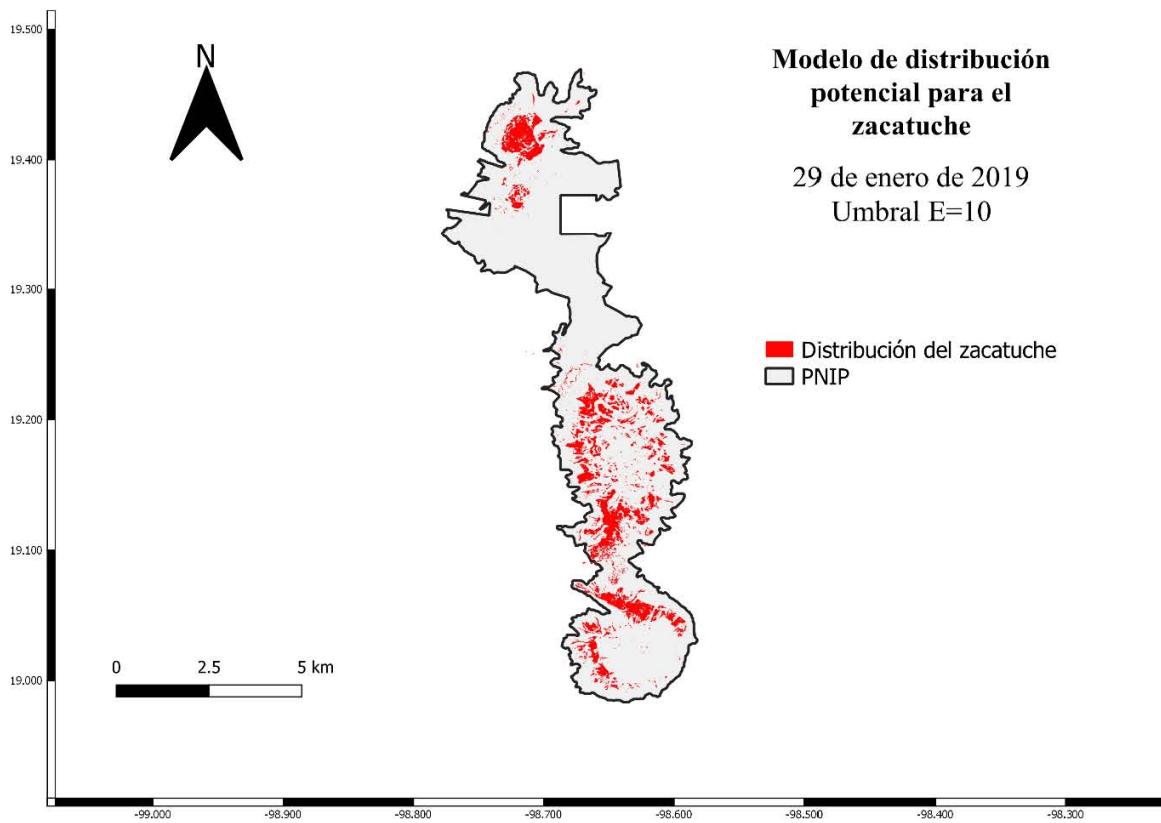 Modelo de distribución
potencial para el
zacatuche
29 de enero de 2019
Umbral E=10
N
Distribución del zacatuche
PNIP
0 2.5 5 km
19.500
19.400
19.300
19.200
19.100
19.000
-99.000 -98.900 -98.800 -98.700 -98.600 -98.500 -98.400 -98.300